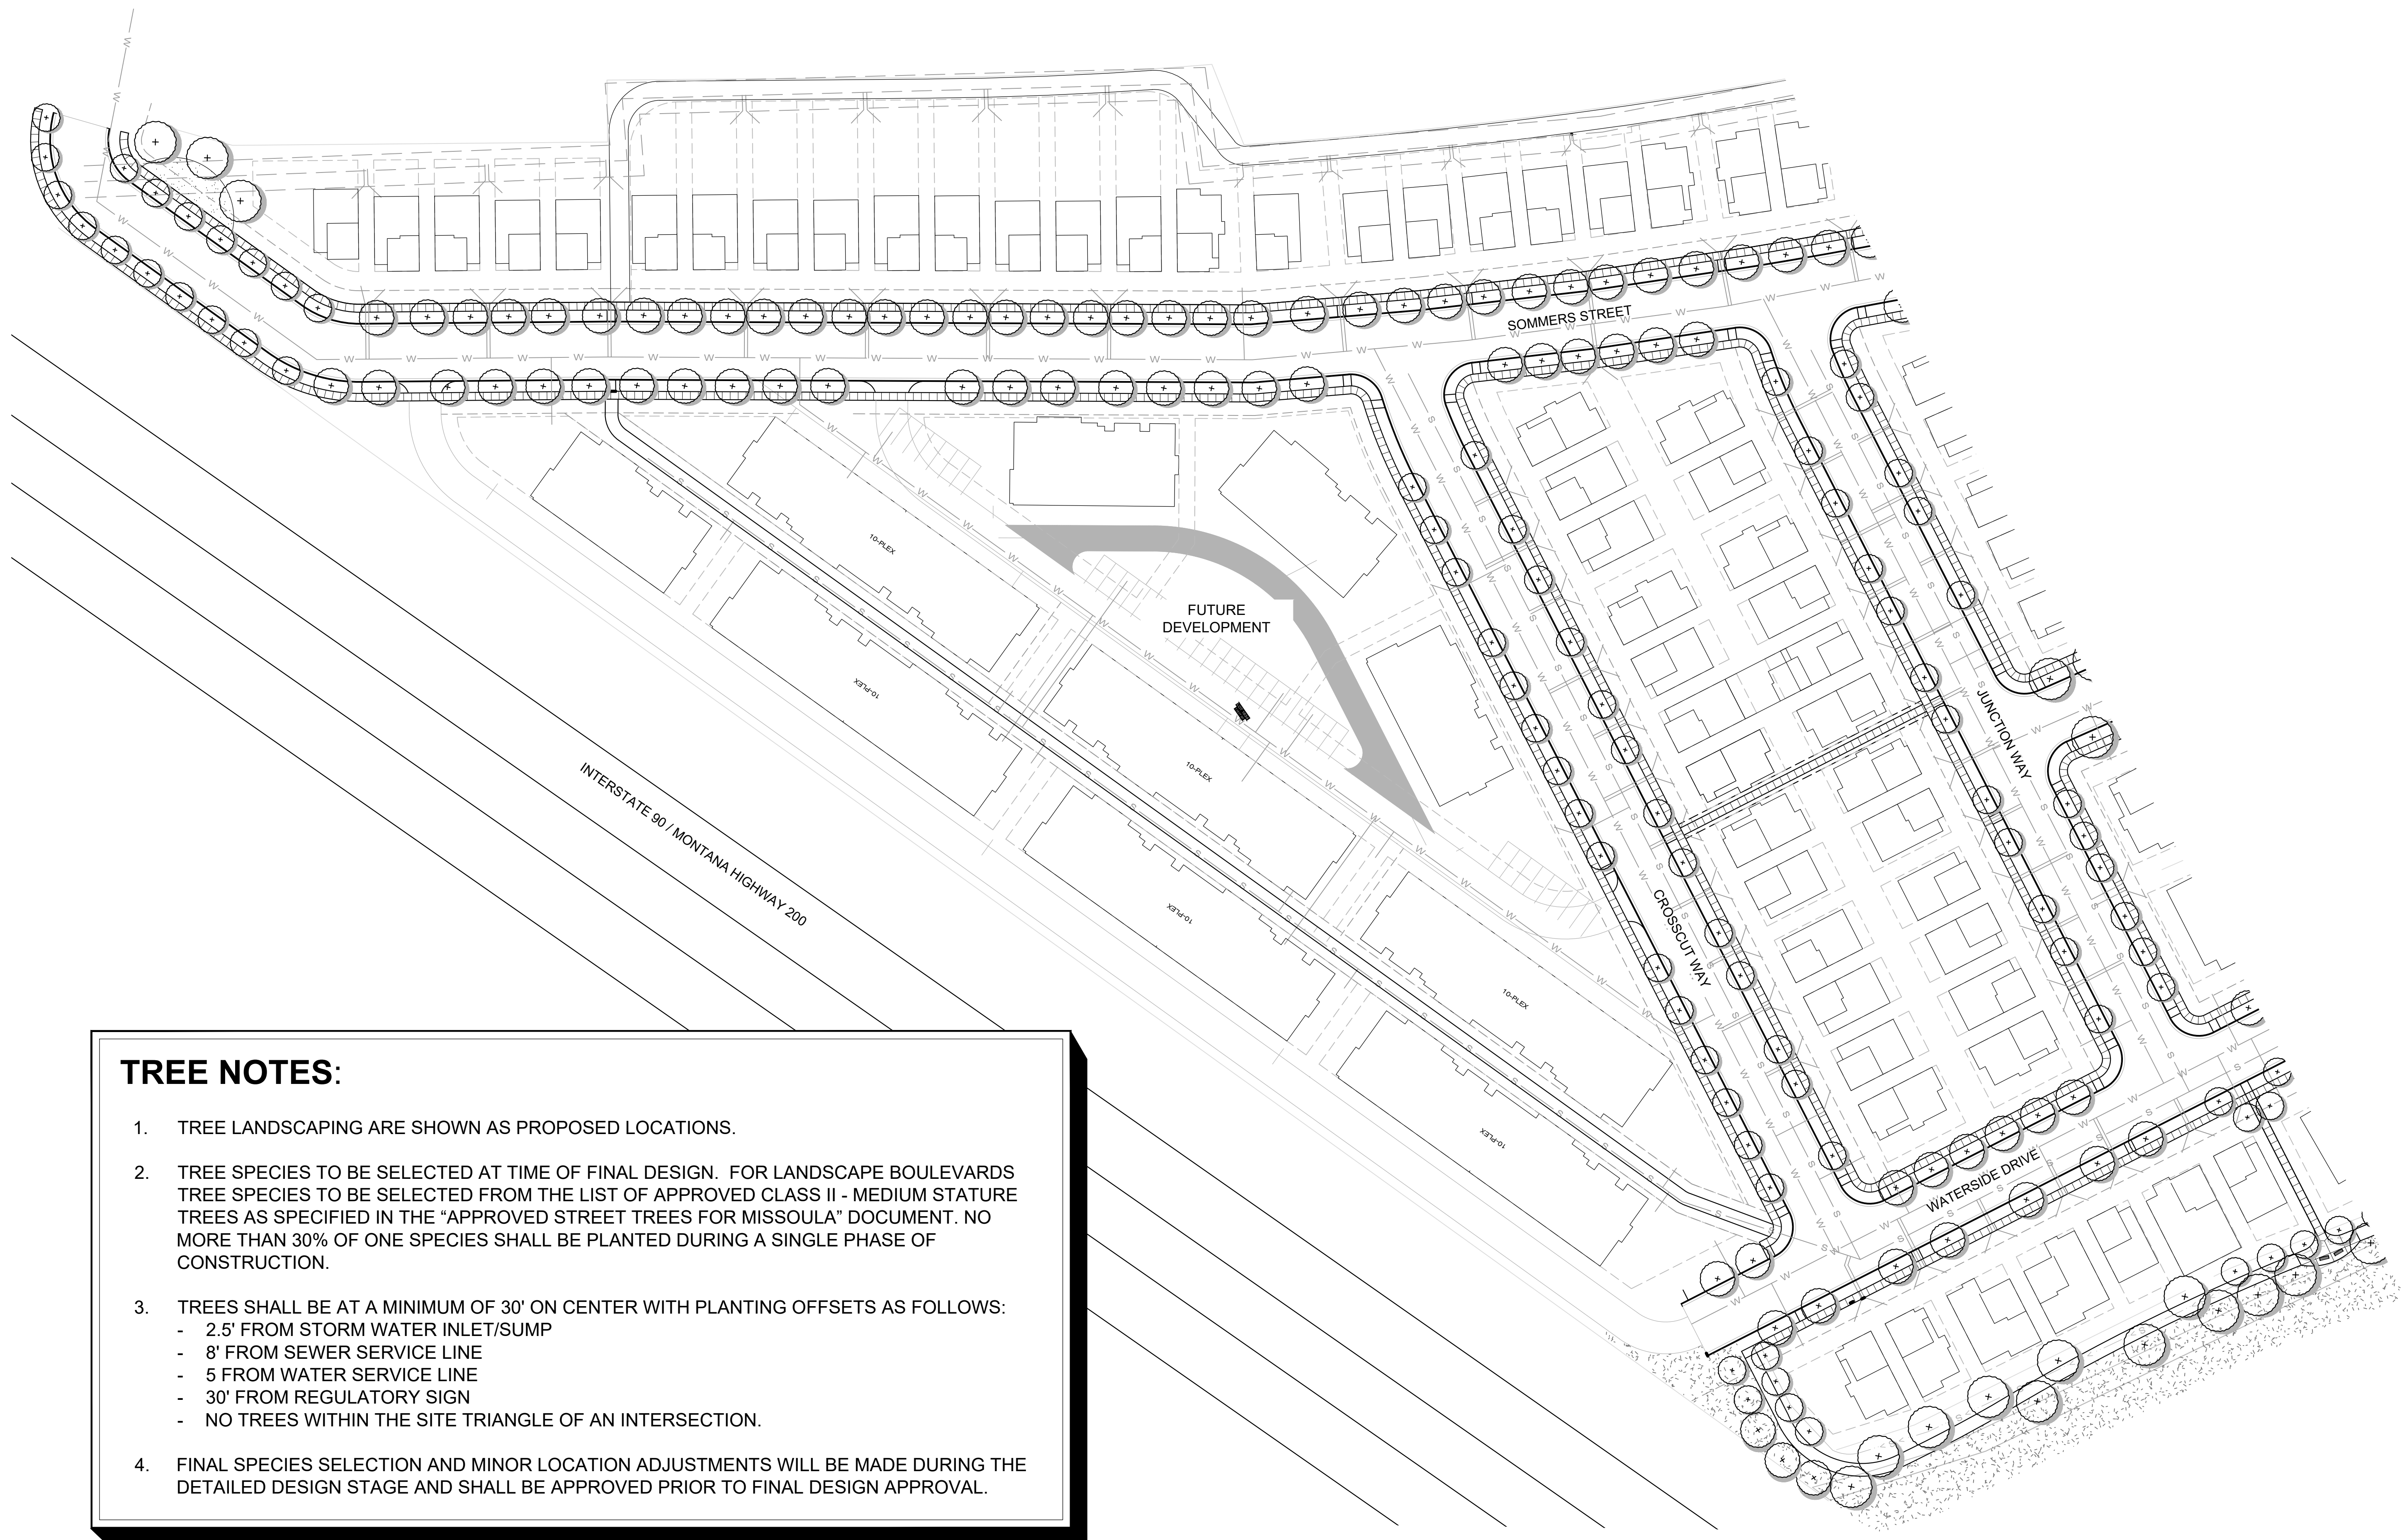 SOMMERS STREET
10-PLEX
FUTURE
DEVELOPMENT
10-PLEX
JUNCTION WAY
INTERSTATE 90 / MONTANA HIGHWAY 200
10-PLEX
10-PLEX
CROSSCUT WAY
10-PLEX
10-PLEX
WATERSIDE DRIVE
TREE NOTES:
1. TREE LANDSCAPING ARE SHOWN AS PROPOSED LOCATIONS.
2. TREE SPECIES TO BE SELECTED AT TIME OF FINAL DESIGN. FOR LANDSCAPE BOULEVARDS
TREE SPECIES TO BE SELECTED FROM THE LIST OF APPROVED CLASS II - MEDIUM STATURE
TREES AS SPECIFIED IN THE “APPROVED STREET TREES FOR MISSOULA” DOCUMENT. NO
MORE THAN 30% OF ONE SPECIES SHALL BE PLANTED DURING A SINGLE PHASE OF
CONSTRUCTION.
3. TREES SHALL BE AT A MINIMUM OF 30' ON CENTER WITH PLANTING OFFSETS AS FOLLOWS:
- 2.5' FROM STORM WATER INLET/SUMP
- 8' FROM SEWER SERVICE LINE
- 5 FROM WATER SERVICE LINE
- 30' FROM REGULATORY SIGN
- NO TREES WITHIN THE SITE TRIANGLE OF AN INTERSECTION.
4. FINAL SPECIES SELECTION AND MINOR LOCATION ADJUSTMENTS WILL BE MADE DURING THE
DETAILED DESIGN STAGE AND SHALL BE APPROVED PRIOR TO FINAL DESIGN APPROVAL.